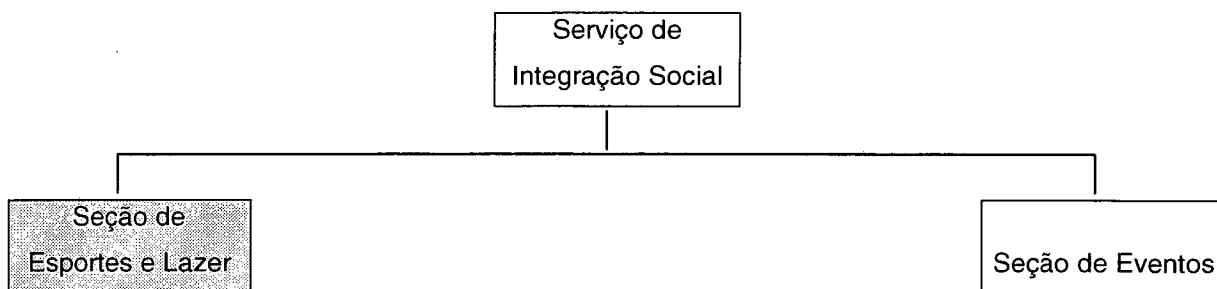 Serviço de
Integração Social
Seção de
Esportes e Lazer
Seção de Eventos